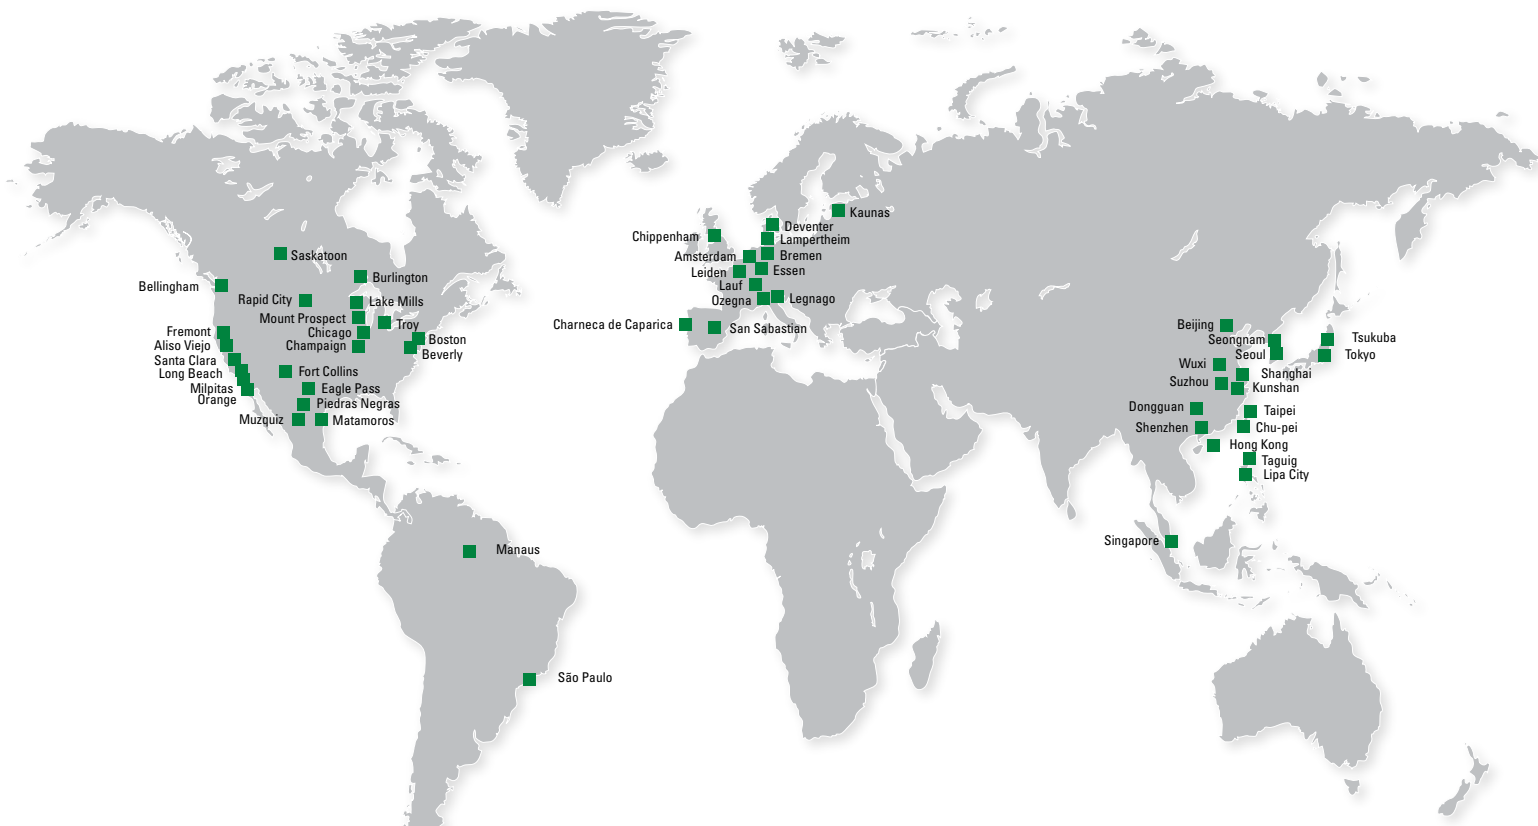 Saskatoon
Burlington
Bellingham
Rapid City
Lake Mills
Mount Prospect
Troy
Fremont
Chicago
Boston
Aliso Viejo
Champaign
Beverly
Santa Clara
Long Beach
Fort Collins
Milpitas
Eagle Pass
Orange
Piedras Negras
Muzquiz
Matamoros
Manaus
São Paulo
Kaunas
Deventer
Chippenham
Lampertheim
Amsterdam
Bremen
Leiden
Essen
Lauf
Ozegna
Legnago
Charneca de Caparica
San Sabastian
Beijing
Seongnam
Tsukuba
Seoul
Tokyo
Wuxi
Shanghai
Suzhou
Kunshan
Dongguan
Taipei
Shenzhen
Chu-pei
Hong Kong
Taguig
Lipa City
Singapore